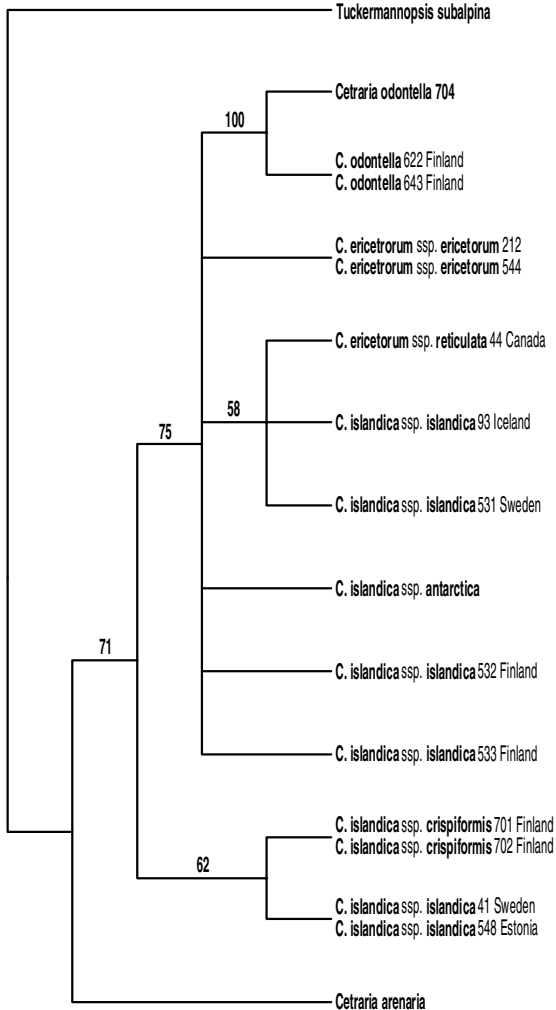 Tuckermannopsis subalpina
Cetraria odontella 704
100
C. odontella 622 Finland
C. odontella 643 Finland
C. ericetrorum ssp. ericetorum 212
C. ericetrorum ssp. ericetorum 544
C. ericetorum ssp. reticulata 44 Canada
58
C. islandica ssp. islandica 93 Iceland
75
C. islandica ssp. islandica 531 Sweden
C. islandica ssp. antarctica
71
C. islandica ssp. islandica 532 Finland
C. islandica ssp. islandica 533 Finland
C. islandica ssp. crispiformis 701 Finland
C. islandica ssp. crispiformis 702 Finland
62
C. islandica ssp. islandica 41 Sweden
C. islandica ssp. islandica 548 Estonia
Cetraria arenaria